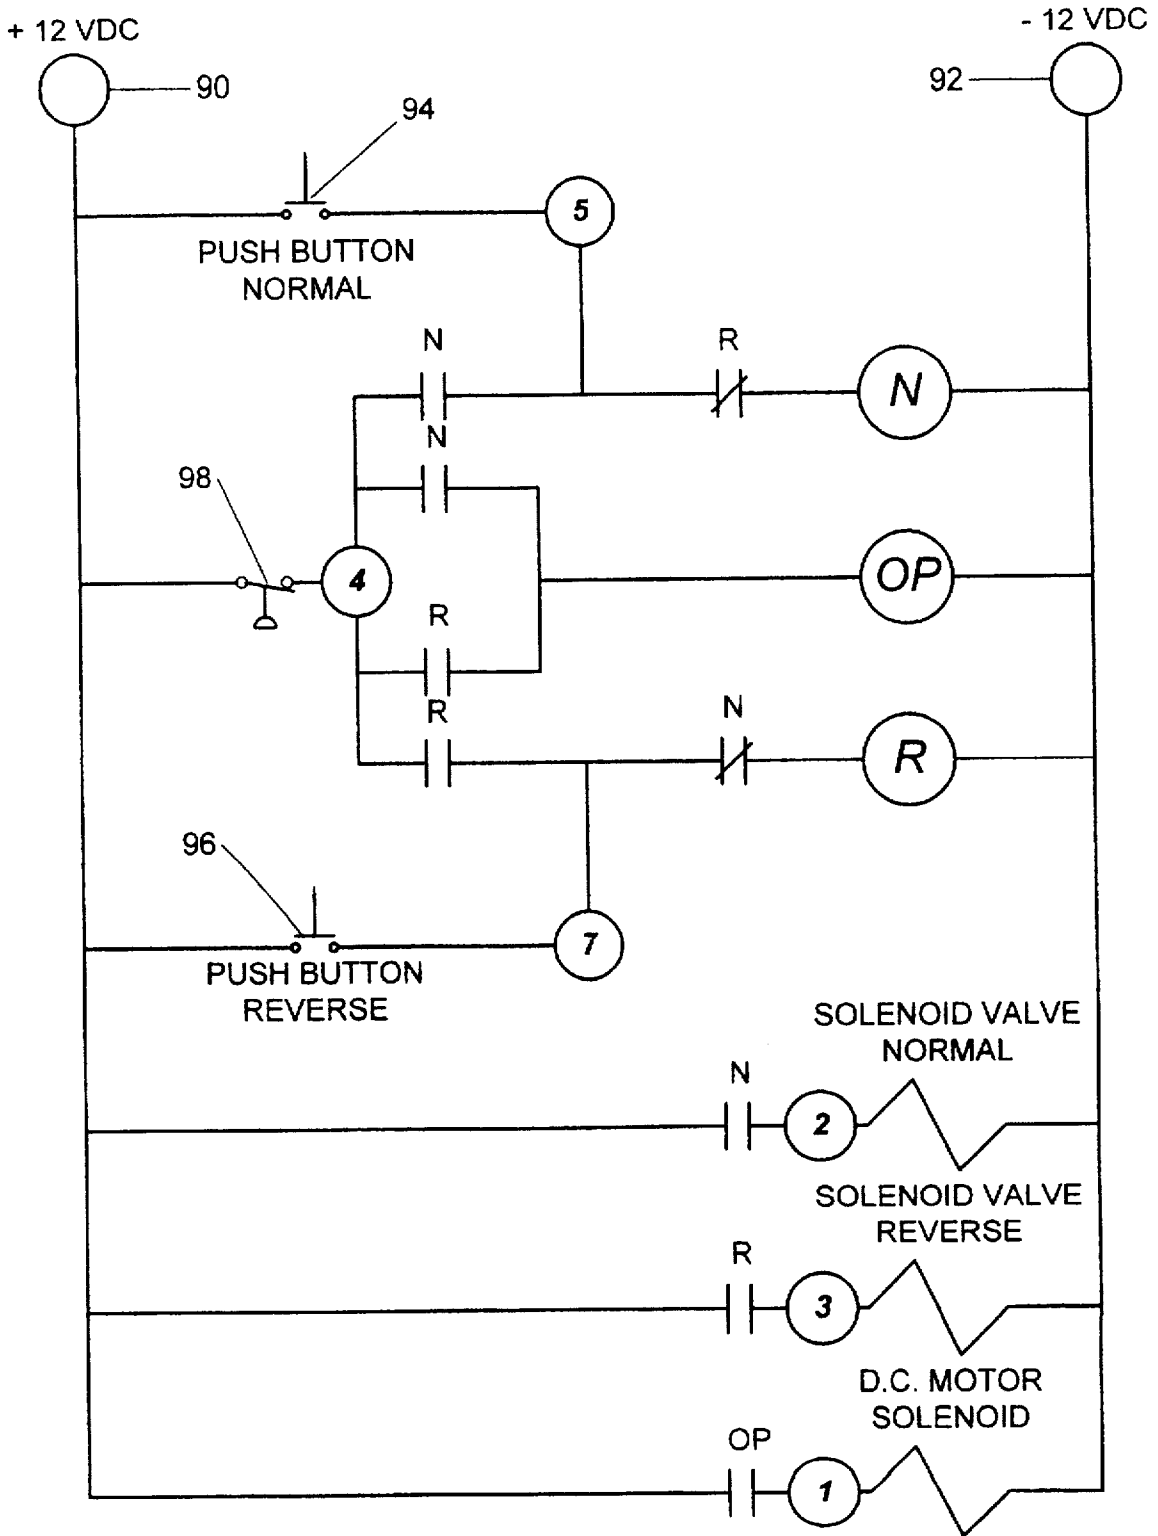 + 12 VDC
- 12 VDC
90
92
94
5
PUSH BUTTON
NORMAL
N
R
N
N
98
4
OP
R
R
N
R
96
7
PUSH BUTTON
REVERSE
SOLENOID VALVE
NORMAL
N
2
SOLENOID VALVE
REVERSE
R
3
D.C. MOTOR
SOLENOID
OP
1